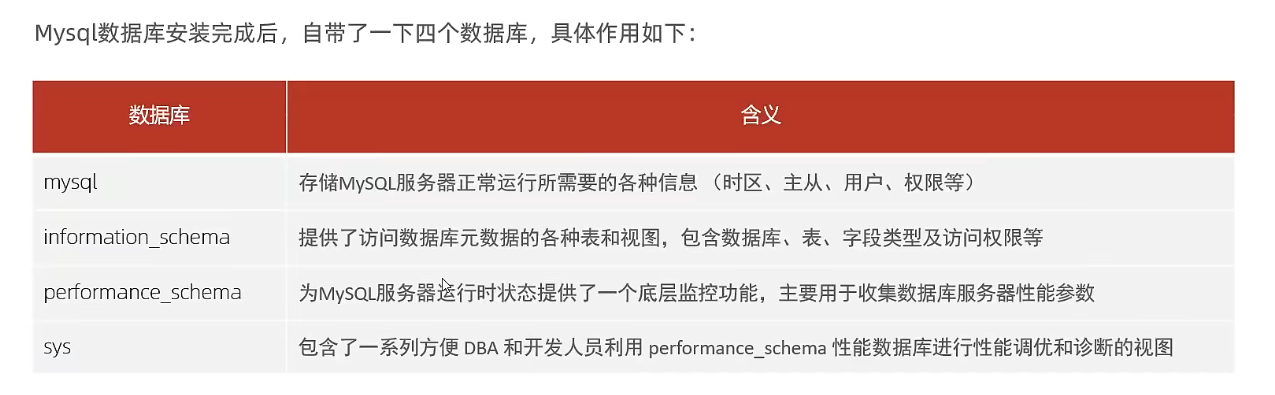 Mysql数据库安装完成后，自带了一下四个数据库，具体作用如下：
数据库 含义
mysql 存储MySQL服务器正常运行所需要的各种信息 （时区、主从、用户、权限等）
information_schema 提供了访问数据库元数据的各种表和视图，包含数据库、表、字段类型及访问权限等
performance_schema 为MySQL服务器运行时状态提供了一个底层监控功能，主要用于收集数据库服务器性能参数
sys 包含了一系列方便 DBA 和开发人员利用 performance_schema 性能数据库进行性能调优和诊断的视图